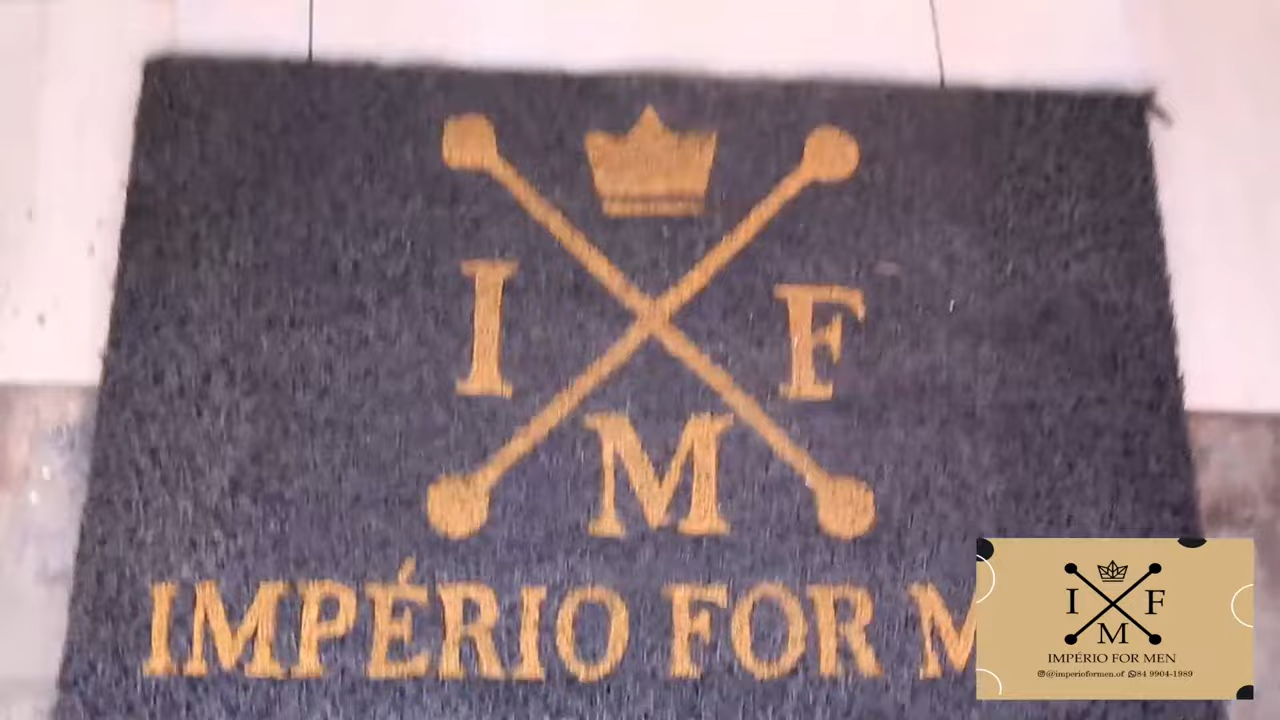 I F
M
IMPÉRIO FOR M
I F
M
IMPÉRIO FOR MEN
@imperioformen.of 84 9904-1989